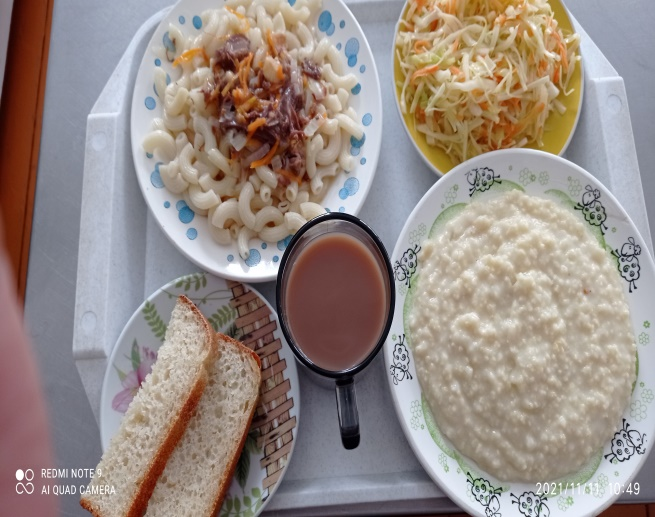 REDMI NOTE 9
AI QUAD CAMERA
2021/11/11 10:49